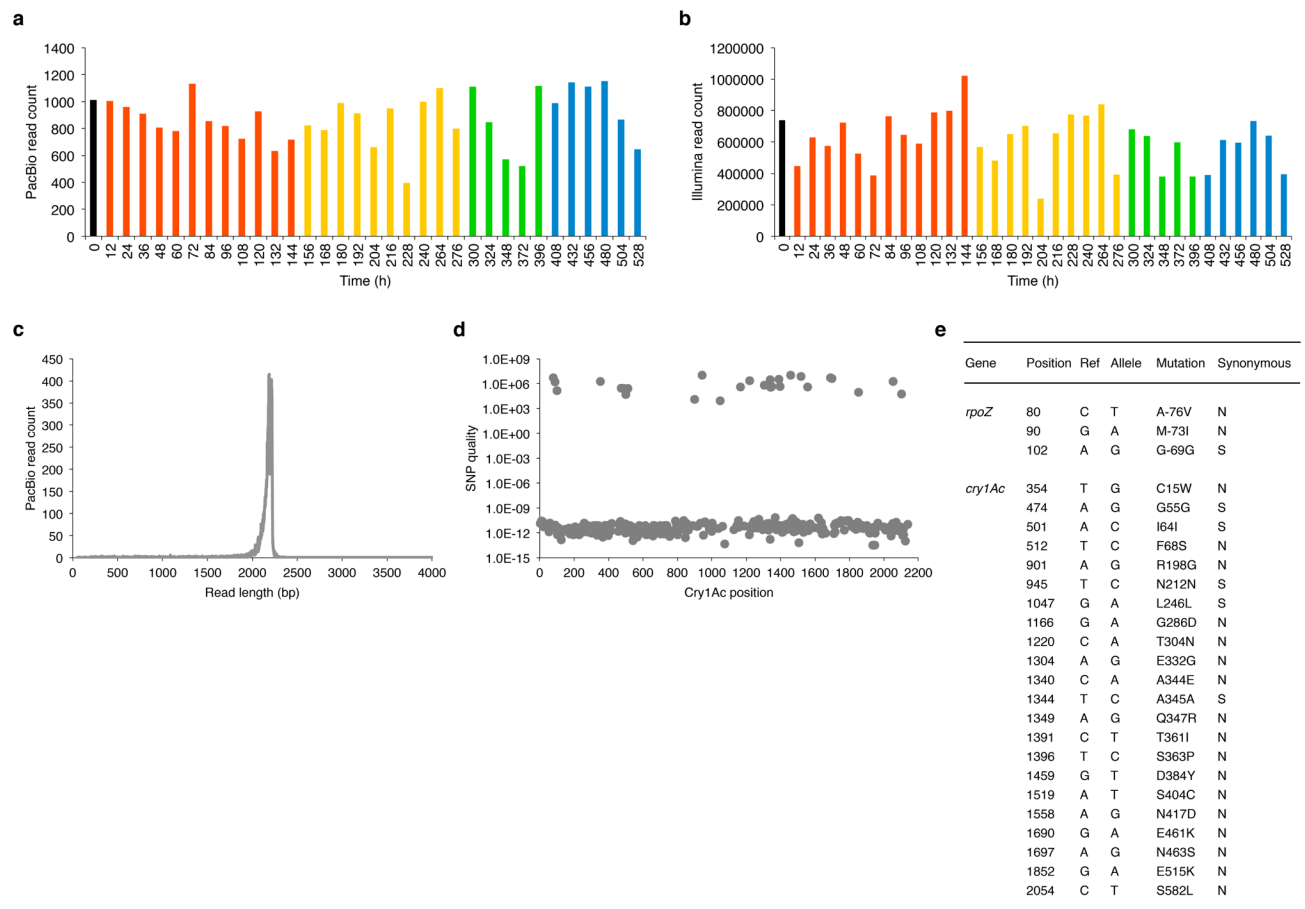 a
PacBio read count
1400
1200
1000
800
600
400
200
0
0 12 24 36 48 60 72 84 96 108 120 132 144 156 168 180 192 204 216 228 240 264 276 300 324 348 372 396 408 432 456 480 504 528
Time (h)
b
Illumina read count
1200000
1000000
800000
600000
400000
200000
0
0 12 24 36 48 60 72 84 96 108 120 132 144 156 168 180 192 204 216 228 240 264 276 300 324 348 372 396 408 432 456 480 504 528
Time (h)
c
PacBio read count
450
400
350
300
250
200
150
100
50
0
0 500 1000 1500 2000 2500 3000 3500 4000
Read length (bp)
d
SNP quality
1.0E+09
1.0E+06
1.0E+03
1.0E+00
1.0E-03
1.0E-06
1.0E-09
1.0E-12
1.0E-15
0 200 400 600 800 1000 1200 1400 1600 1800 2000 2200
Cry1Ac position
e
Gene Position Ref Allele Mutation Synonymous
rpoZ 80 C T A-76V N
90 G A M-73I N
102 A G G-69G S
cry1Ac 354 T G C15W N
474 A G G55G S
501 A C I64I S
512 T C F68S N
901 A G R198G N
945 T C N212N S
1047 G A L246L S
1166 G A G286D N
1220 C A T304N N
1304 A G E332G N
1340 C A A344E N
1344 T C A345A S
1349 A G Q347R N
1391 C T T361I N
1396 T C S363P N
1459 G T D384Y N
1519 A T S404C N
1558 A G N417D N
1690 G A E461K N
1697 A G N463S N
1852 G A E515K N
2054 C T S582L N